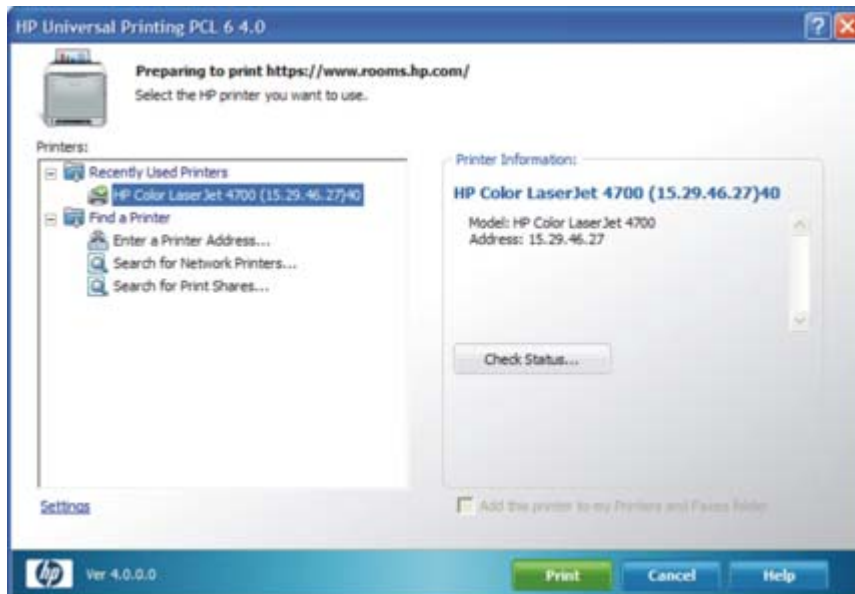 HP Universal Printing PCL 6 4.0
Preparing to print https://www.rooms.hp.com/
Select the HP printer you want to use.
Printers:
Recently Used Printers
HP Color LaserJet 4700 (15.29.46.27)40
Find a Printer
Enter a Printer Address...
Search for Network Printers...
Search for Print Shares...
Settings
Printer Information:
HP Color LaserJet 4700 (15.29.46.27)40
Model: HP Color LaserJet 4700
Address: 15.29.46.27
Check Status...
Add this printer to my Printers and Faxes folder
hp
Ver 4.0.0.0
Print
Cancel
Help